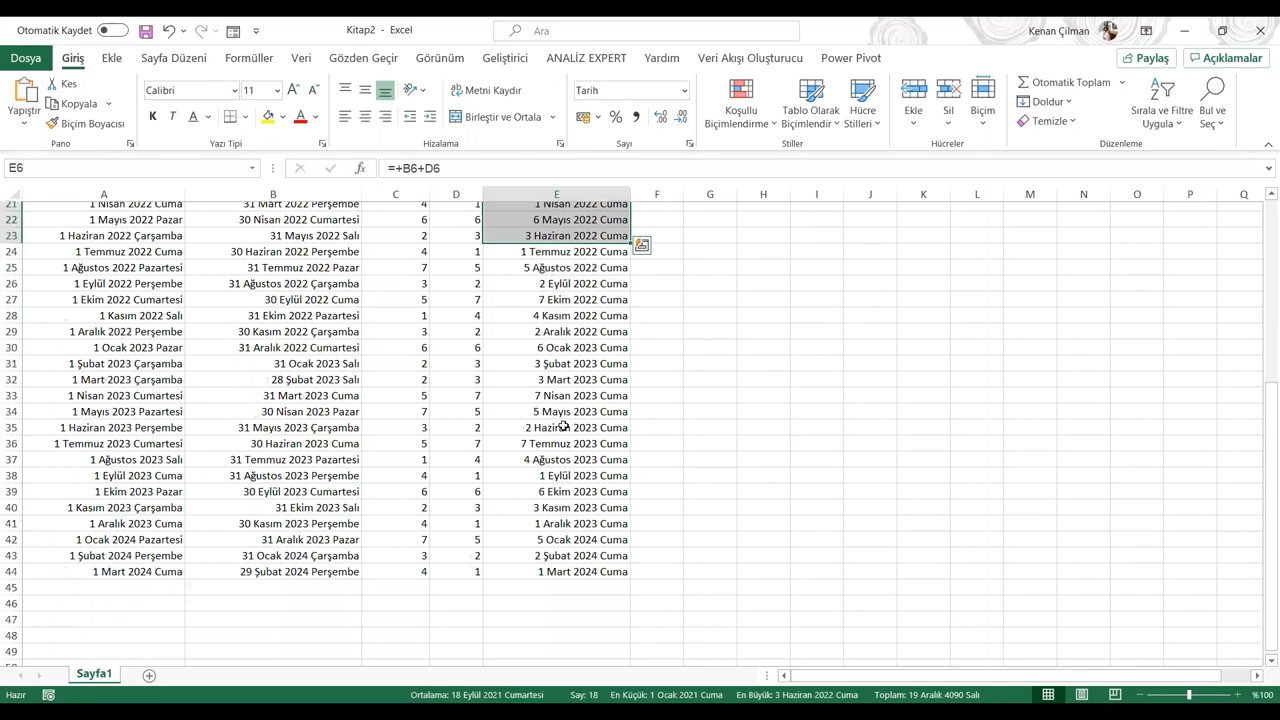 Otomatik Kaydet
Kitap2 - Excel
Ara
Kenan Çilman
Dosya Giriş Ekle Sayfa Düzeni Formüller Veri Gözden Geçir Görünüm Geliştirici ANALİZ EXPERT Yardım Veri Akışı Oluşturucu Power Pivot
Paylaş
Açıklamalar
Yapıştır
Kes
Kopyala
Biçim Boyacısı
Pano
Calibri 11
K T A
Yazı Tipi
Metni Kaydır
Birleştir ve Ortala
Hizalama
Tarih
Sayı
Koşullu Biçimlendirme
Tablo Olarak Biçimlendir
Hücre Stilleri
Stiller
Ekle Sil Biçim
Hücreler
Otomatik Toplam
Doldur
Temizle
Sırala ve Filtre Uygula
Bul ve Seç
Düzenleme
E6 fx =+B6+D6
A B C D E F G H I J K L M N O P Q
21 1 Nisan 2022 Cuma 31 Mart 2022 Perşembe 4 1 1 Nisan 2022 Cuma
22 1 Mayıs 2022 Pazar 30 Nisan 2022 Cumartesi 6 6 6 Mayıs 2022 Cuma
23 1 Haziran 2022 Çarşamba 31 Mayıs 2022 Salı 2 3 3 Haziran 2022 Cuma
24 1 Temmuz 2022 Cuma 30 Haziran 2022 Perşembe 4 1 1 Temmuz 2022 Cuma
25 1 Ağustos 2022 Pazartesi 31 Temmuz 2022 Pazar 7 5 5 Ağustos 2022 Cuma
26 1 Eylül 2022 Perşembe 31 Ağustos 2022 Çarşamba 3 2 2 Eylül 2022 Cuma
27 1 Ekim 2022 Cumartesi 30 Eylül 2022 Cuma 5 7 7 Ekim 2022 Cuma
28 1 Kasım 2022 Salı 31 Ekim 2022 Pazartesi 1 4 4 Kasım 2022 Cuma
29 1 Aralık 2022 Perşembe 30 Kasım 2022 Çarşamba 3 2 2 Aralık 2022 Cuma
30 1 Ocak 2023 Pazar 31 Aralık 2022 Cumartesi 6 6 6 Ocak 2023 Cuma
31 1 Şubat 2023 Çarşamba 31 Ocak 2023 Salı 2 3 3 Şubat 2023 Cuma
32 1 Mart 2023 Çarşamba 28 Şubat 2023 Salı 2 3 3 Mart 2023 Cuma
33 1 Nisan 2023 Cumartesi 31 Mart 2023 Cuma 5 7 7 Nisan 2023 Cuma
34 1 Mayıs 2023 Pazartesi 30 Nisan 2023 Pazar 7 5 5 Mayıs 2023 Cuma
35 1 Haziran 2023 Perşembe 31 Mayıs 2023 Çarşamba 3 2 2 Haziran 2023 Cuma
36 1 Temmuz 2023 Cumartesi 30 Haziran 2023 Cuma 5 7 7 Temmuz 2023 Cuma
37 1 Ağustos 2023 Salı 31 Temmuz 2023 Pazartesi 1 4 4 Ağustos 2023 Cuma
38 1 Eylül 2023 Cuma 31 Ağustos 2023 Perşembe 4 1 1 Eylül 2023 Cuma
39 1 Ekim 2023 Pazar 30 Eylül 2023 Cumartesi 6 6 6 Ekim 2023 Cuma
40 1 Kasım 2023 Çarşamba 31 Ekim 2023 Salı 2 3 3 Kasım 2023 Cuma
41 1 Aralık 2023 Cuma 30 Kasım 2023 Perşembe 4 1 1 Aralık 2023 Cuma
42 1 Ocak 2024 Pazartesi 31 Aralık 2023 Pazar 7 5 5 Ocak 2024 Cuma
43 1 Şubat 2024 Perşembe 31 Ocak 2024 Çarşamba 3 2 2 Şubat 2024 Cuma
44 1 Mart 2024 Cuma 29 Şubat 2024 Perşembe 4 1 1 Mart 2024 Cuma
45
46
47
48
49
Sayfa1
Hazır
Ortalama: 18 Eylül 2021 Cumartesi Say: 18 En Küçük: 1 Ocak 2021 Cuma En Büyük: 3 Haziran 2022 Cuma Toplam: 19 Aralık 4090 Salı
%100